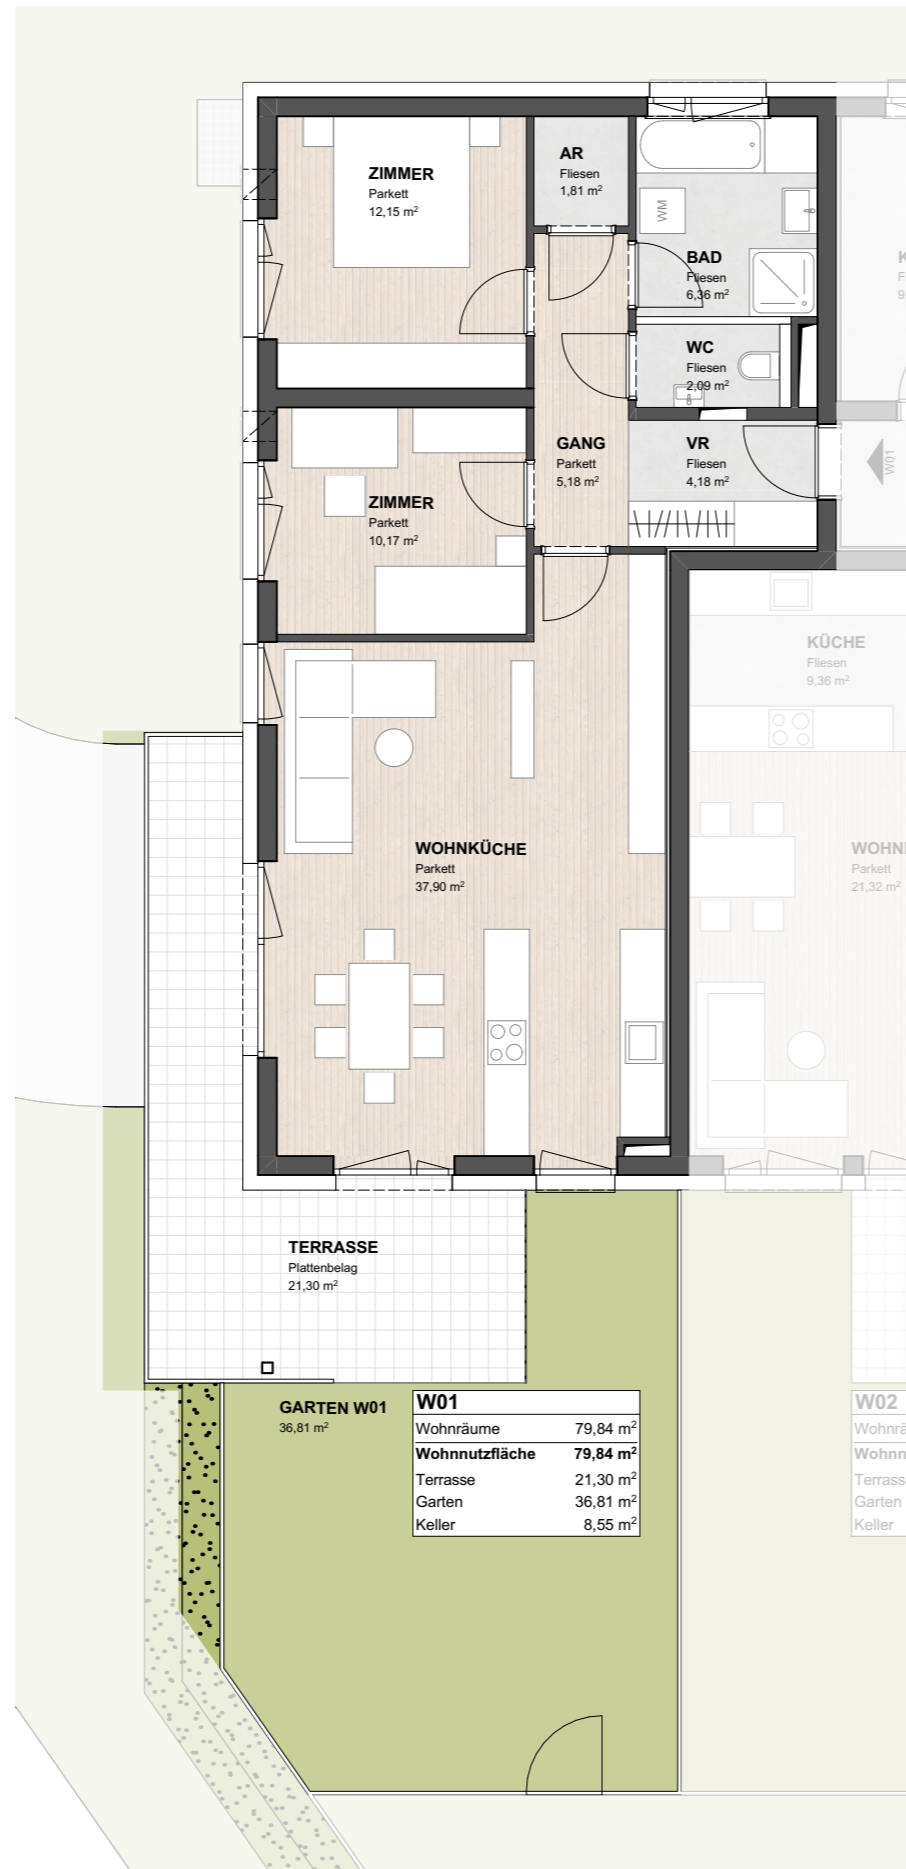 ZIMMER
Parkett
12,15 m²
AR
Fliesen
1,81 m²
WM
BAD
Fliesen
6,36 m²
WC
Fliesen
2,09 m²
GANG
Parkett
5,18 m²
VR
Fliesen
4,18 m²
W01
ZIMMER
Parkett
10,17 m²
KÜCHE
Fliesen
9,36 m²
WOHNKÜCHE
Parkett
37,90 m²
Parkett
21,32 m²
TERRASSE
Plattenbelag
21,30 m²
GARTEN W01
36,81 m²
W01
Wohnräume 79,84 m²
Wohnnutzfläche 79,84 m²
Terrasse 21,30 m²
Garten 36,81 m²
Keller 8,55 m²
W02
Garten
Keller